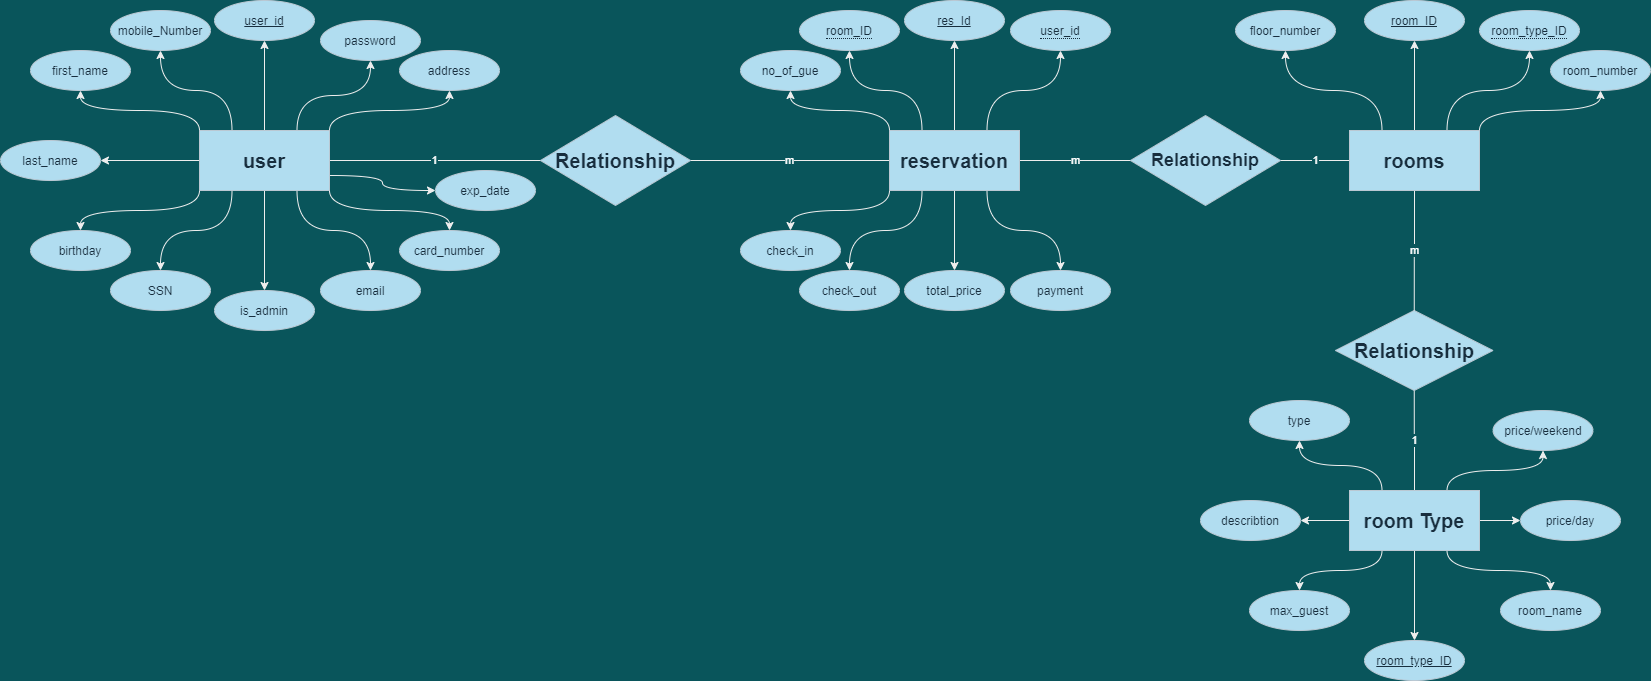 user_id
mobile_Number
password
first_name
address
last_name
user
exp_date
birthday
card_number
SSN
email
is_admin
1
Relationship
m
res_Id
room_ID
user_id
no_of_gue
reservation
check_in
check_out
total_price
payment
m
Relationship
1
room_ID
floor_number
room_type_ID
room_number
rooms
m
Relationship
1
type
price/weekend
describtion
room Type
price/day
max_guest
room_name
room_type_ID